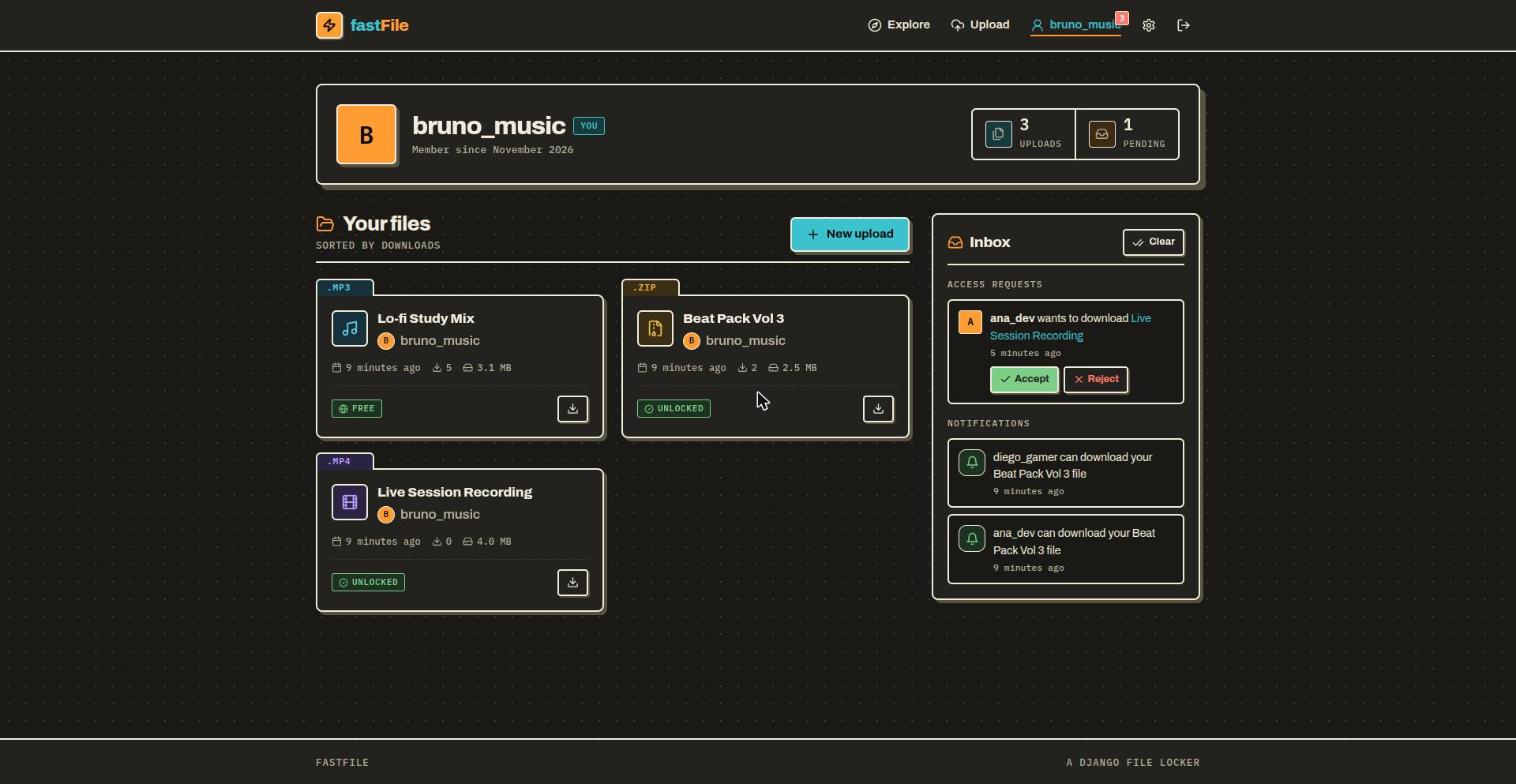 fastFile
Explore
Upload
bruno_music
3
B
bruno_music
YOU
Member since November 2026
3
UPLOADS
1
PENDING
Your files
SORTED BY DOWNLOADS
New upload
.MP3
Lo-fi Study Mix
B bruno_music
9 minutes ago 5 3.1 MB
FREE
.ZIP
Beat Pack Vol 3
B bruno_music
9 minutes ago 2 2.5 MB
UNLOCKED
.MP4
Live Session Recording
B bruno_music
9 minutes ago 0 4.0 MB
UNLOCKED
Inbox
Clear
ACCESS REQUESTS
A
ana_dev wants to download Live
Session Recording
5 minutes ago
Accept
Reject
NOTIFICATIONS
diego_gamer can download your
Beat Pack Vol 3 file
9 minutes ago
ana_dev can download your Beat
Pack Vol 3 file
9 minutes ago
FASTFILE
A DJANGO FILE LOCKER